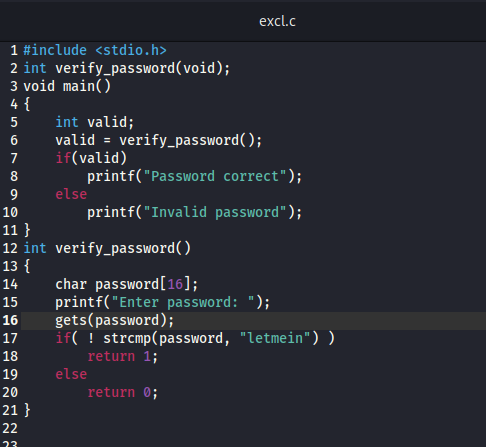 excl.c
1 #include <stdio.h>
2 int verify_password(void);
3 void main()
4 {
5     int valid;
6     valid = verify_password();
7     if(valid)
8         printf("Password correct");
9     else
10         printf("Invalid password");
11 }
12 int verify_password()
13 {
14     char password[16];
15     printf("Enter password: ");
16     gets(password);
17     if( ! strcmp(password, "letmein") )
18         return 1;
19     else
20         return 0;
21 }
22
23